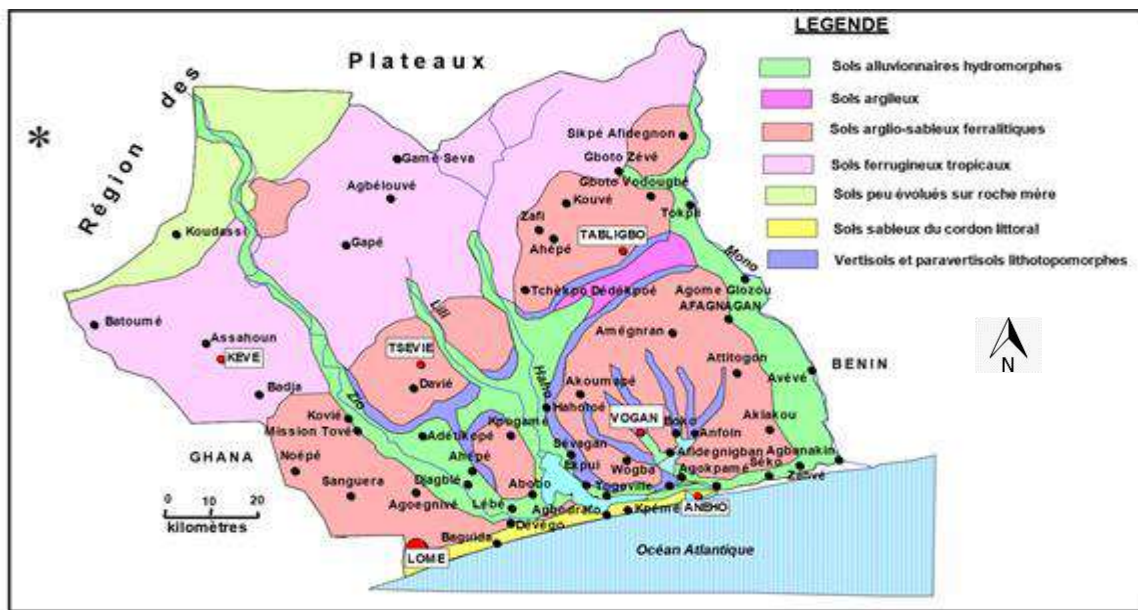 LEGENDE
Sols alluvionnaires hydromorphes
Sols argileux
Sols arglio-sableux ferralitiques
Sols ferrugineux tropicaux
Sols peu évolués sur roche mère
Sols sableux du cordon littoral
Vertisols et paravertisols lithotopomorphes
Région des Plateaux
*
Sikpé Afidegnon
Gamé Seva
Gboto Zévé
Gboto Vodougbé
Agbélouvé
Kouvé
Tokpli
Koudassi
Zafi
Ahépé
TABLIGBO
Gapé
Mono
Tchékpo Dédékpoé
Agome Glozou
Lili
AFAGNAGAN
Batoumé
Amégnran
Assahoun
KEVE
TSEVIE
Haho
Attitogon
BENIN
N
Davié
Akoumapé
Avévé
Badja
Zio
Hahotoé
VOGAN
Kovié
Mission Tové
Adétikopé
Kpogamé
Boko
Anfoin
Aklakou
GHANA
Sévagan
Afidegnigban
Agbanakin
Noépé
Ahépé
Ekpui
Wogba
Agokpamé
Séko
Zalivé
0 10 20
kilomètres
Sanguera
Djagblé
Agoegnivé
Abobo
Togoville
ANEHO
Lébé
Agbodrafo
Kpémé
Dévégo
Baguida
LOME
Océan Atlantique